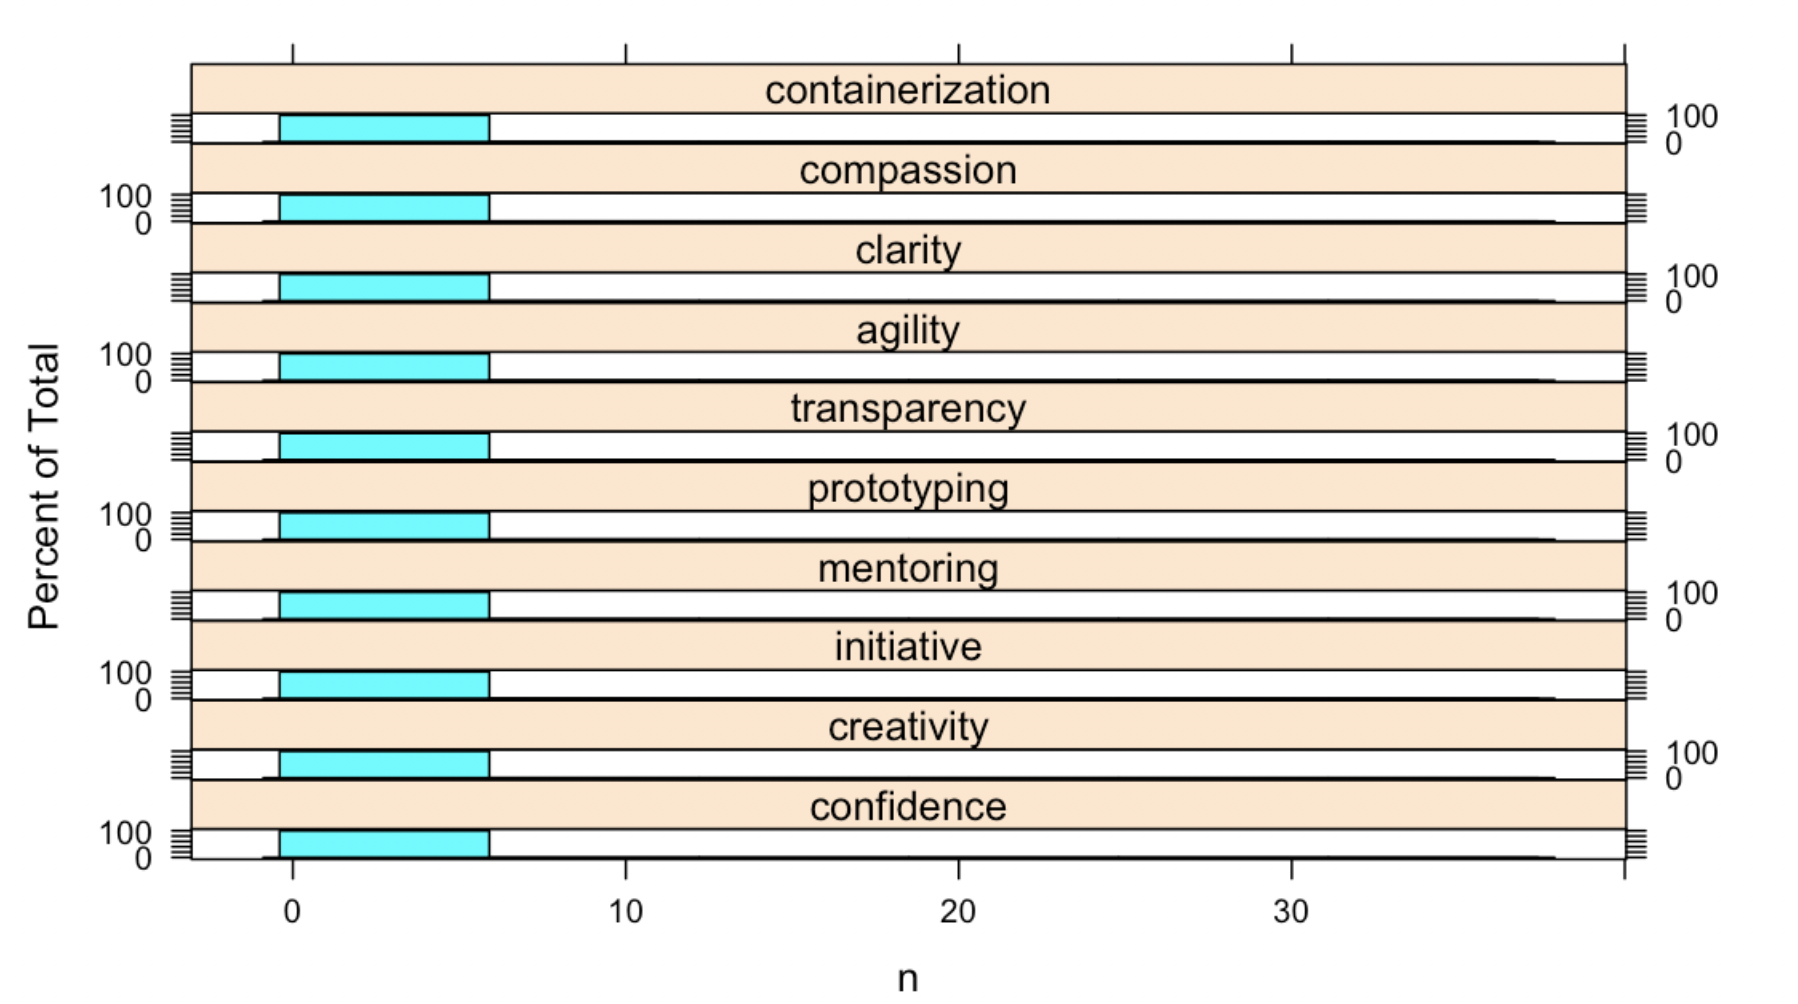 containerization
100
0
compassion
100
0
clarity
100
0
agility
100
0
transparency
100
0
prototyping
100
0
mentoring
100
0
initiative
100
0
creativity
100
0
confidence
100
0
Percent of Total
0 10 20 30
n